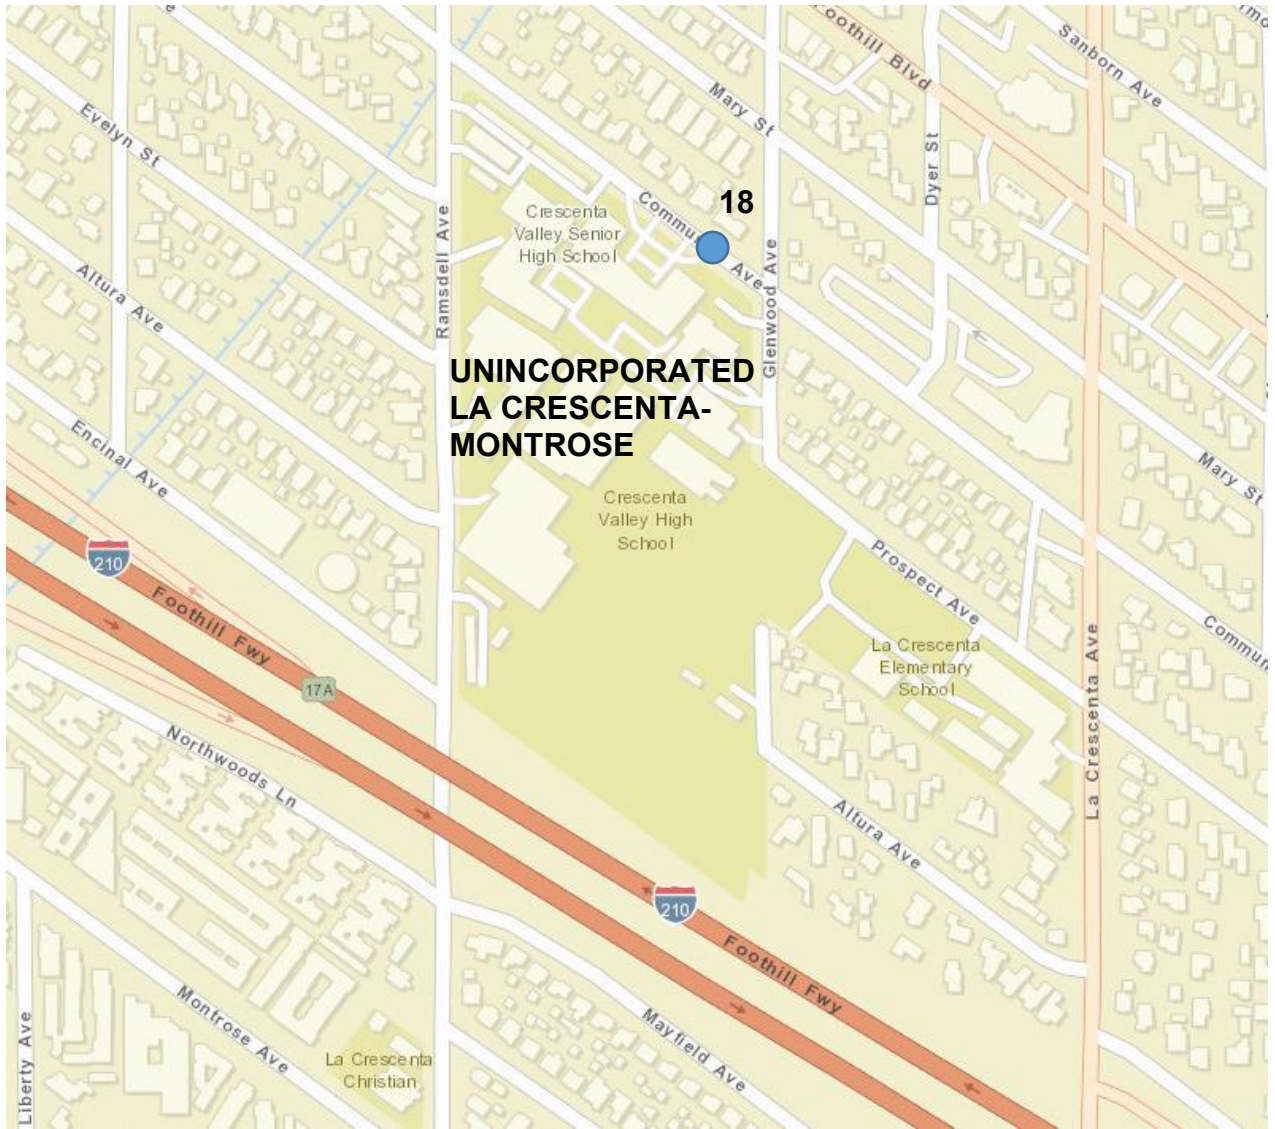 Foothill Blvd
Sanborn Ave
Mary St
Evelyn St
Dyer St
18
Crescenta
Valley Senior
High School
Commu
Ave
Ramsdell Ave
Glenwood Ave
Altura Ave
UNINCORPORATED
LA CRESCENTA-
MONTROSE
Encinal Ave
Mary St
Crescenta
Valley High
School
210
Prospect Ave
Foothill Fwy
Commun
La Crescenta
Elementary
School
17A
La Crescenta Ave
Northwoods Ln
Altura Ave
210
Foothill Fwy
Montrose Ave
Mayfield Ave
Liberty Ave
La Crescenta
Christian